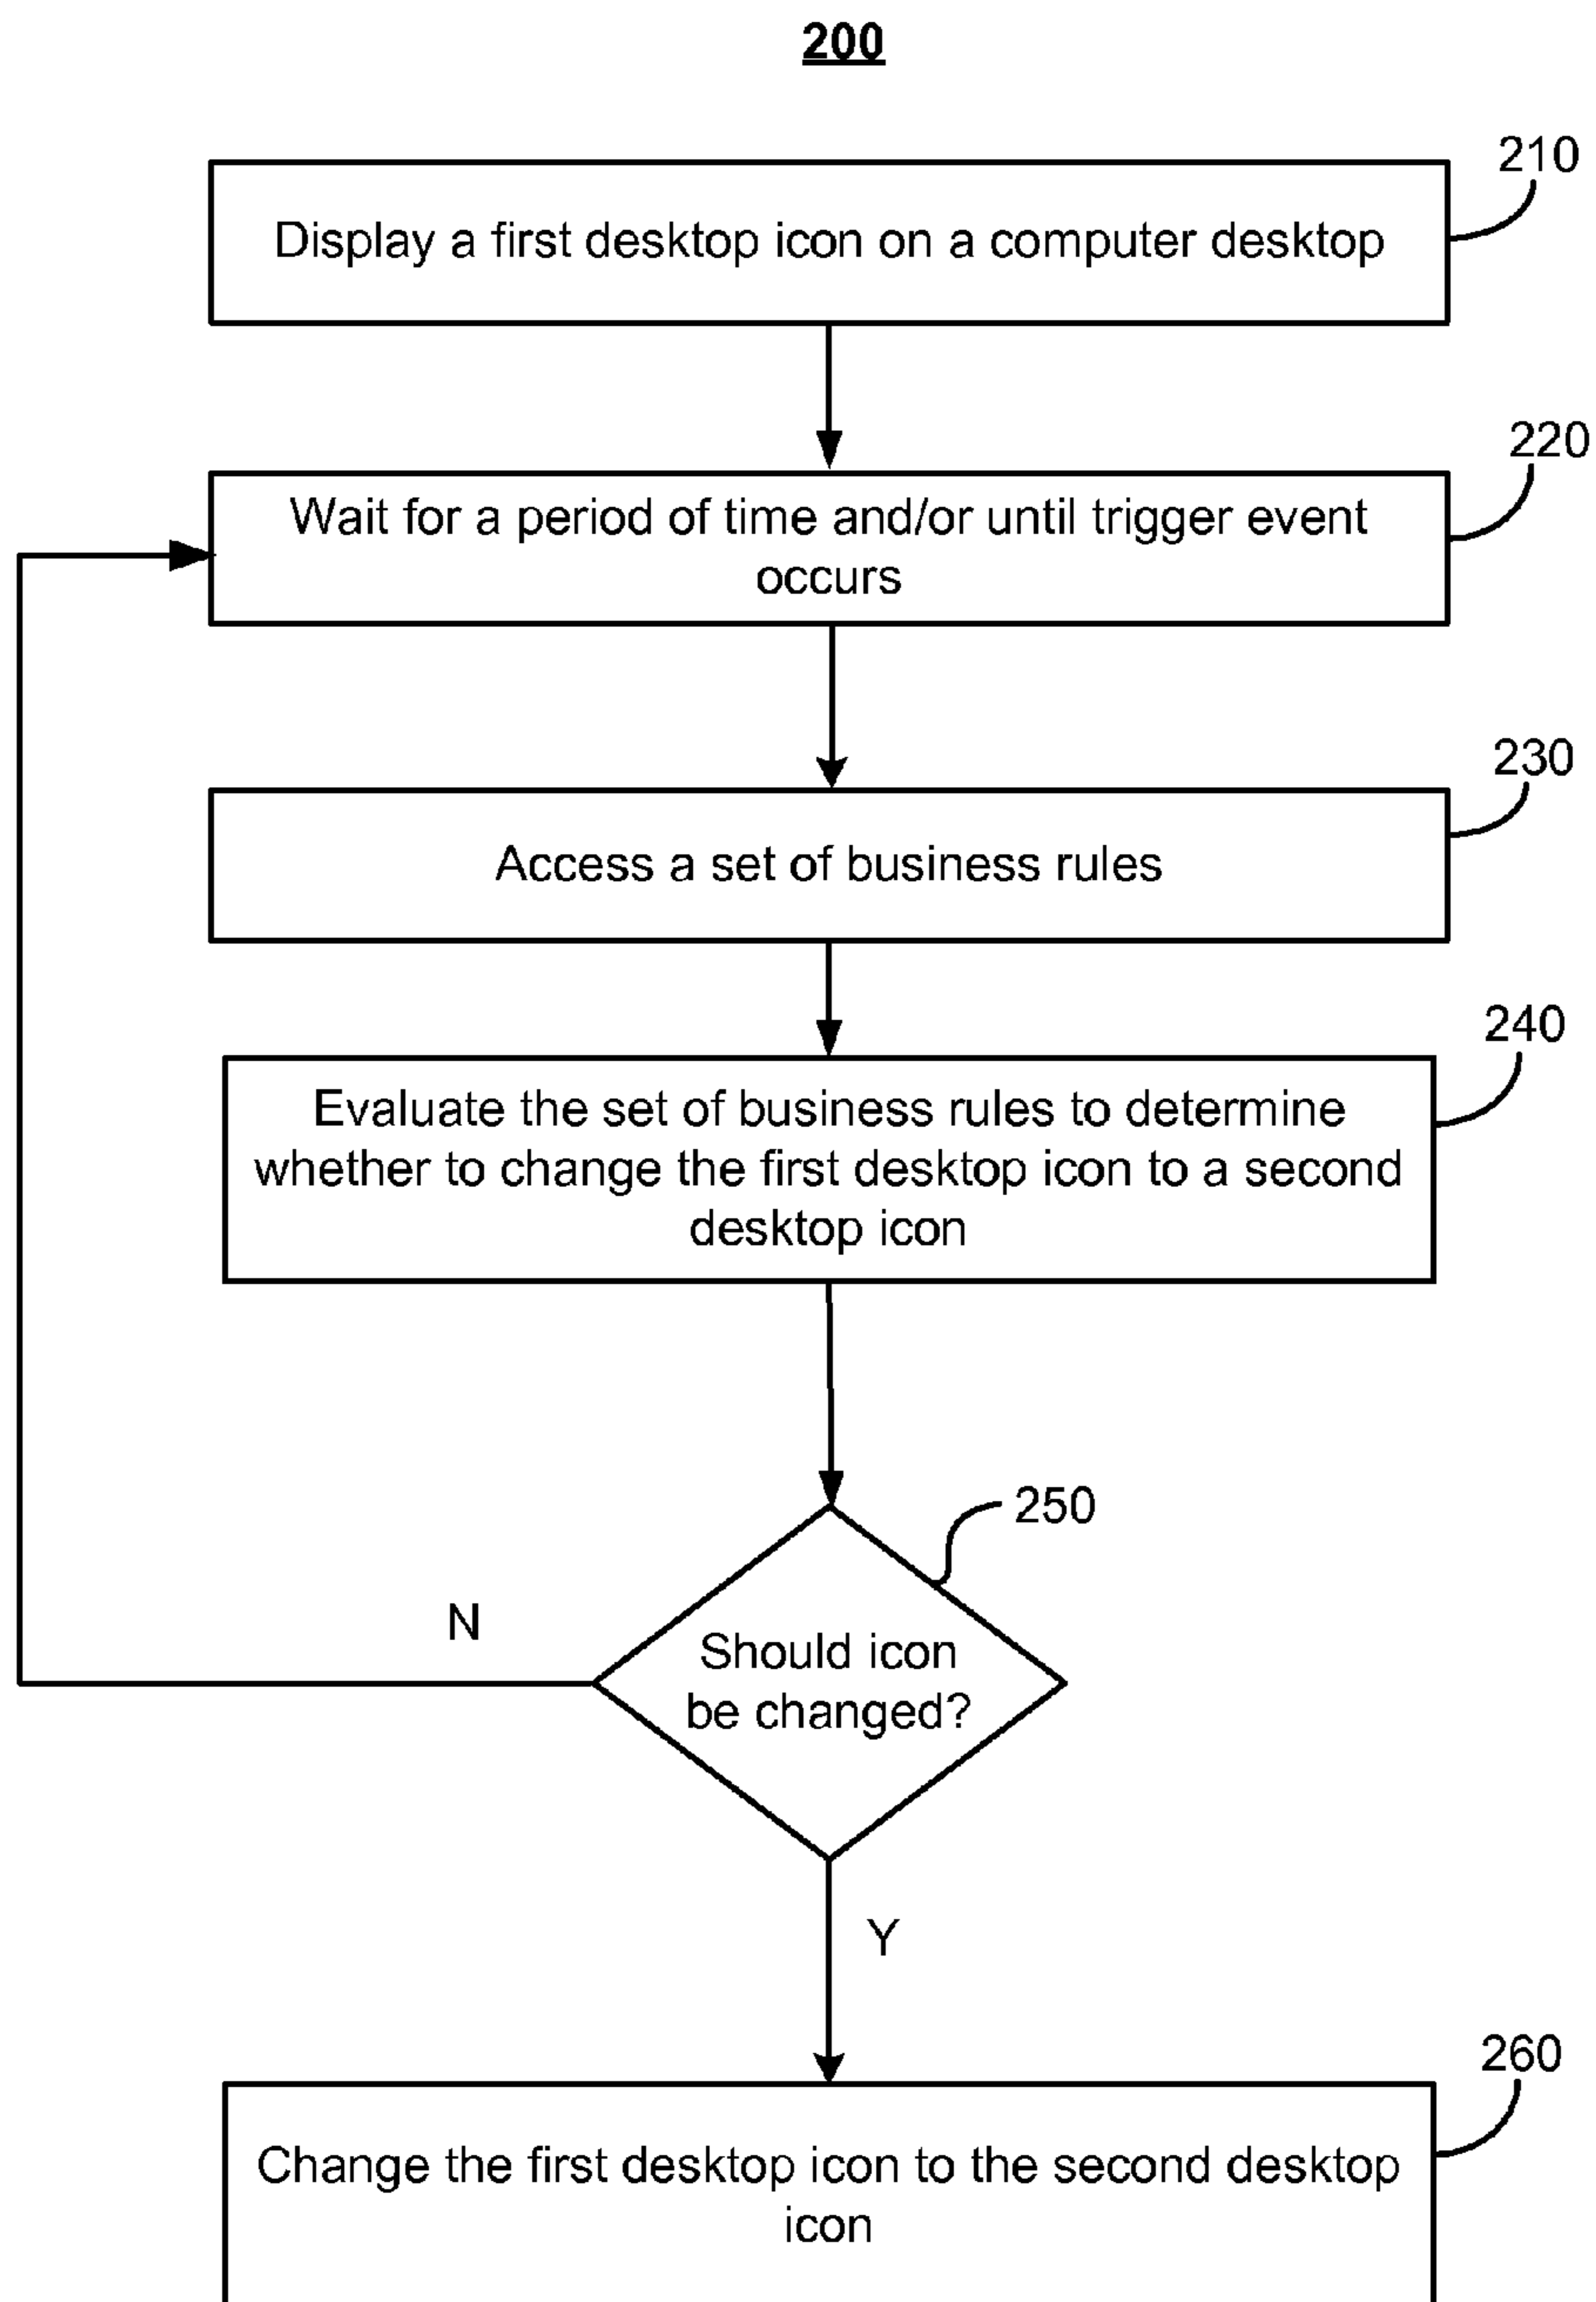 200
210
Display a first desktop icon on a computer desktop
220
Wait for a period of time and/or until trigger event
occurs
230
Access a set of business rules
240
Evaluate the set of business rules to determine
whether to change the first desktop icon to a second
desktop icon
250
N
Should icon
be changed?
Y
260
Change the first desktop icon to the second desktop
icon